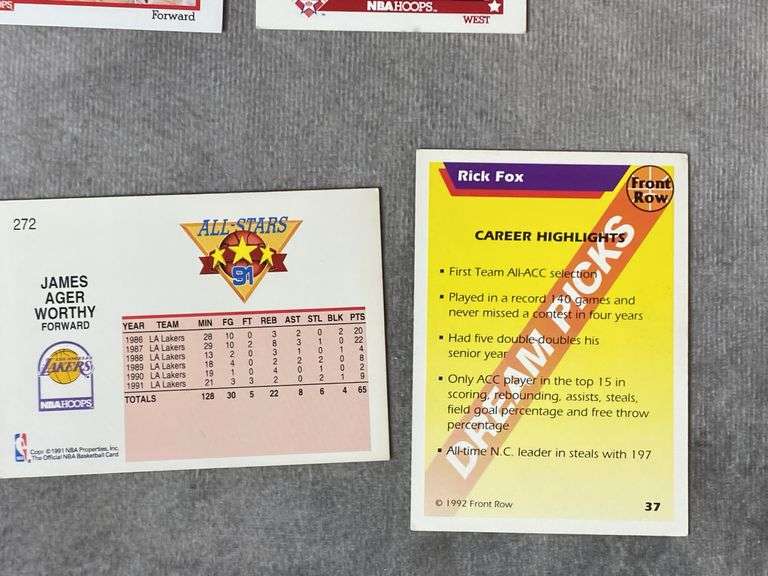 OPS
Forward
NBA HOOPS
WEST
272
ALL-STARS
91
JAMES
AGER
WORTHY
FORWARD
LOS ANGELES
LAKERS
NBA HOOPS
YEAR TEAM MIN FG FT REB AST STL BLK PTS
1986 LA Lakers 28 10 0 3 2 0 2 20
1987 LA Lakers 29 10 2 8 3 1 0 22
1988 LA Lakers 13 2 0 3 1 0 1 4
1989 LA Lakers 18 4 0 2 2 2 0 8
1990 LA Lakers 19 1 0 4 0 1 0 2
1991 LA Lakers 21 3 3 2 0 2 1 9
TOTALS 128 30 5 22 8 6 4 65
Copr. ©1991 NBA Properties, Inc.
The Official NBA Basketball Card
Rick Fox
Front
Row
CAREER HIGHLIGHTS
DREAM PICKS
▪ First Team All-ACC selection
▪ Played in a record 140 games and
never missed a contest in four years
▪ Had five double-doubles his
senior year
▪ Only ACC player in the top 15 in
scoring, rebounding, assists, steals,
field goal percentage and free throw
percentage
▪ All-time N.C. leader in steals with 197
© 1992 Front Row
37